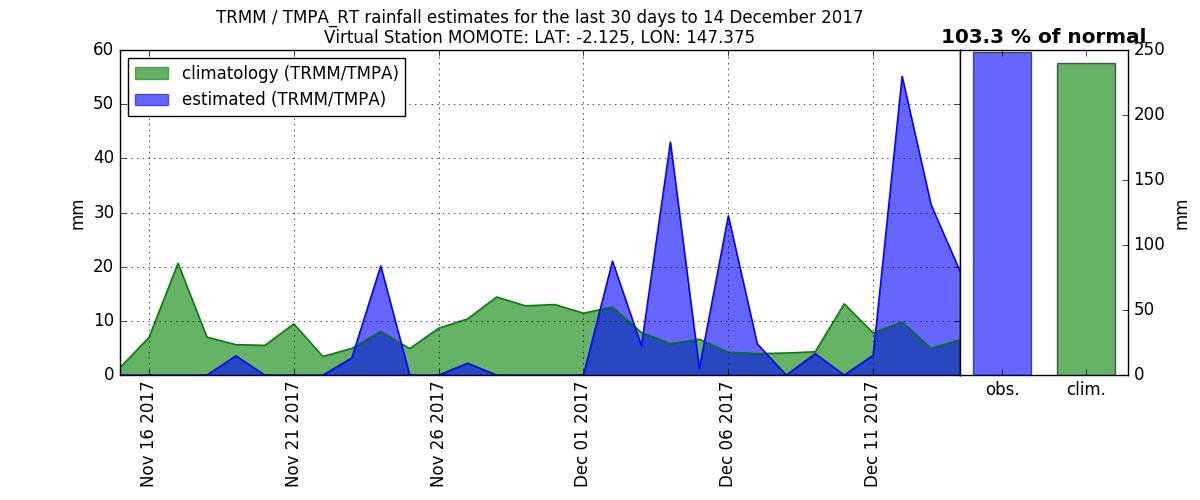 TRMM / TMPA_RT rainfall estimates for the last 30 days to 14 December 2017
Virtual Station MOMOTE: LAT: -2.125, LON: 147.375
103.3 % of normal
climatology (TRMM/TMPA)
estimated (TRMM/TMPA)
mm
60
50
40
30
20
10
0
Nov 16 2017
Nov 21 2017
Nov 26 2017
Dec 01 2017
Dec 06 2017
Dec 11 2017
250
200
150
100
50
0
mm
obs.
clim.